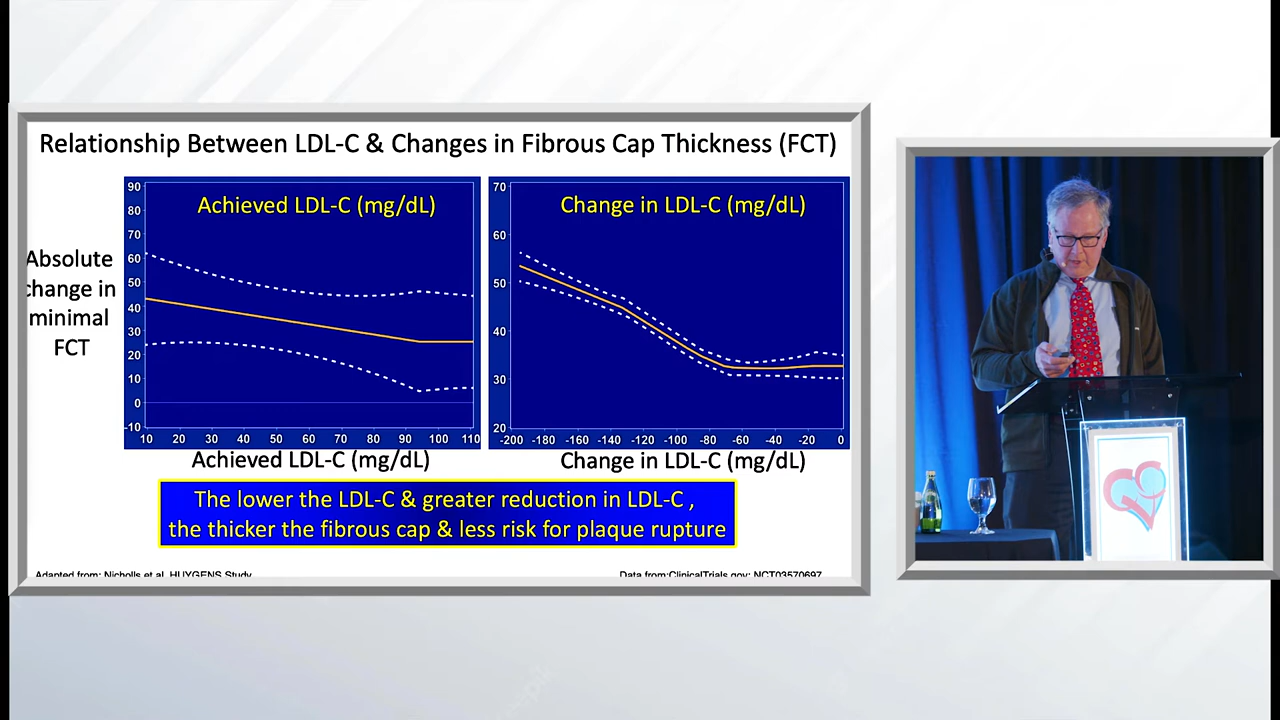 Relationship Between LDL-C & Changes in Fibrous Cap Thickness (FCT)
Absolute
change in
minimal
FCT
Achieved LDL-C (mg/dL)
90
80
70
60
50
40
30
20
10
0
-10
10 20 30 40 50 60 70 80 90 100 110
Achieved LDL-C (mg/dL)
Change in LDL-C (mg/dL)
70
60
50
40
30
20
-200 -180 -160 -140 -120 -100 -80 -60 -40 -20 0
Change in LDL-C (mg/dL)
The lower the LDL-C & greater reduction in LDL-C ,
the thicker the fibrous cap & less risk for plaque rupture
Adapted from: Nicholls et al. HUYGENS Study
Data from:ClinicalTrials.gov: NCT03570697